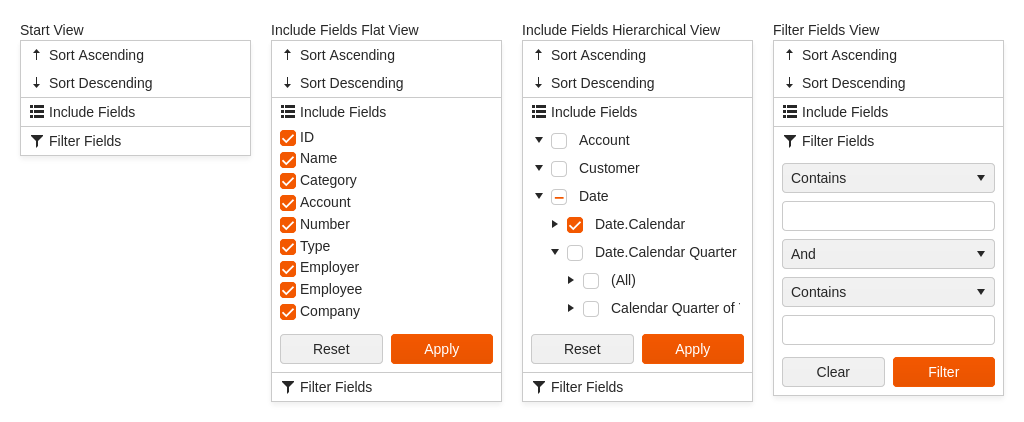 Start View
Sort Ascending
Sort Descending
Include Fields
Filter Fields
Include Fields Flat View
Sort Ascending
Sort Descending
Include Fields
ID
Name
Category
Account
Number
Type
Employer
Employee
Company
Reset
Apply
Filter Fields
Include Fields Hierarchical View
Sort Ascending
Sort Descending
Include Fields
Account
Customer
Date
Date.Calendar
Date.Calendar Quarter
(All)
Calendar Quarter of
Reset
Apply
Filter Fields
Filter Fields View
Sort Ascending
Sort Descending
Include Fields
Filter Fields
Contains
And
Contains
Clear
Filter